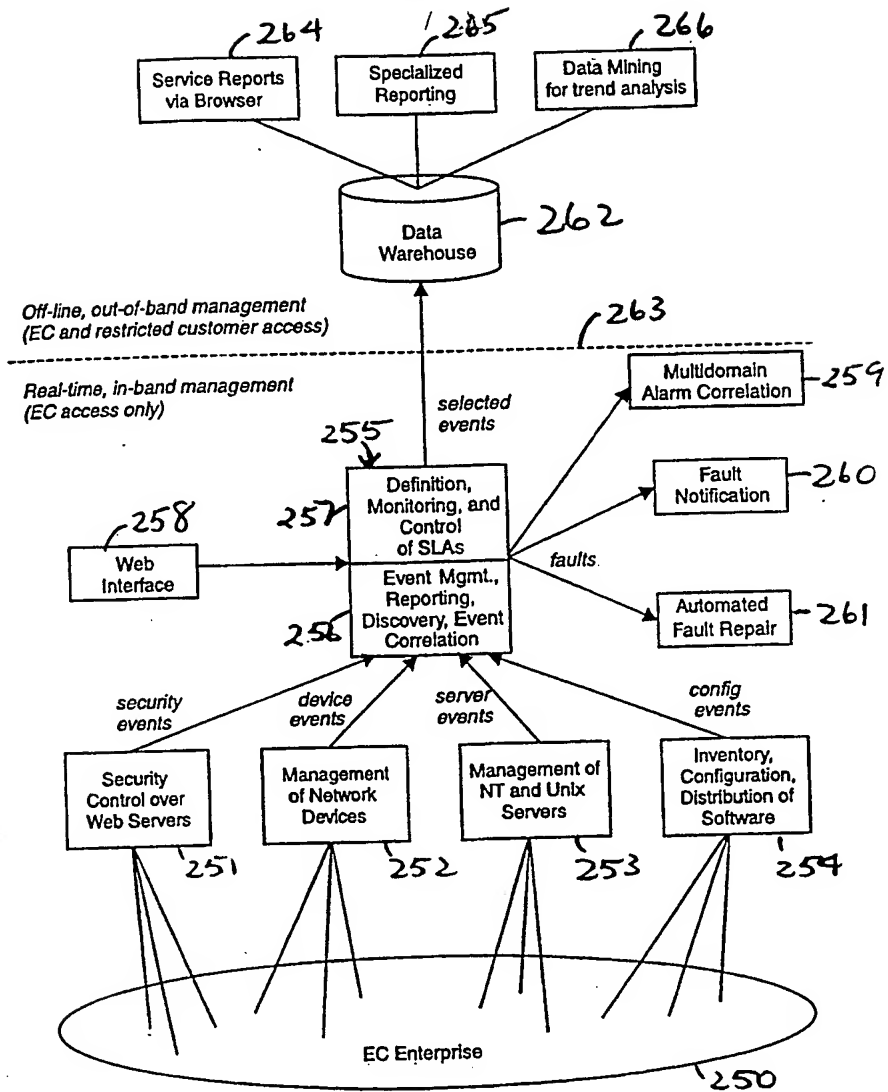 264
265
266
Service Reports
via Browser
Specialized
Reporting
Data Mining
for trend analysis
Data
Warehouse
262
Off-line, out-of-band management
(EC and restricted customer access)
263
Real-time, in-band management
(EC access only)
selected
events
Multidomain
Alarm Correlation
259
255
257
Definition,
Monitoring, and
Control
of SLAs
Fault
Notification
260
258
Web
Interface
faults
256
Event Mgmt.,
Reporting,
Discovery, Event
Correlation
Automated
Fault Repair
261
security
events
device
events
server
events
config
events
Security
Control over
Web Servers
251
Management
of Network
Devices
252
Management of
NT and Unix
Servers
253
Inventory,
Configuration,
Distribution of
Software
254
EC Enterprise
250